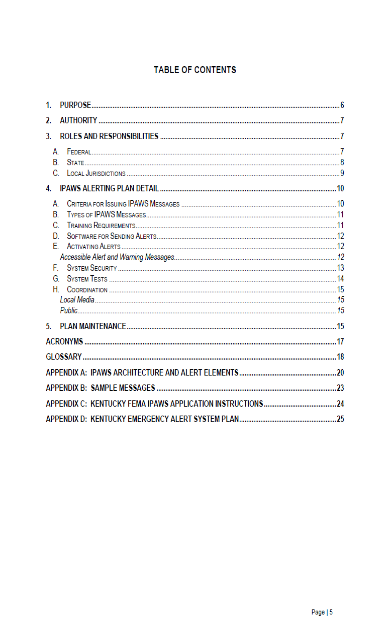 TABLE OF CONTENTS
1. PURPOSE 6
2. AUTHORITY 7
3. ROLES AND RESPONSIBILITIES 7
A. FEDERAL 7
B. STATE 8
C. LOCAL JURISDICTIONS 9
4. IPAWS ALERTING PLAN DETAIL 10
A. CRITERIA FOR ISSUING IPAWS MESSAGES 10
B. TYPES OF IPAWS MESSAGES 11
C. TRAINING REQUIREMENTS 11
D. SOFTWARE FOR SENDING ALERTS 12
E. ACTIVATING ALERTS 12
Accessible Alert and Warning Messages 12
F. SYSTEM SECURITY 13
G. SYSTEM TESTS 14
H. COORDINATION 15
Local Media 15
Public 15
5. PLAN MAINTENANCE 15
ACRONYMS 17
GLOSSARY 18
APPENDIX A: IPAWS ARCHITECTURE AND ALERT ELEMENTS 20
APPENDIX B: SAMPLE MESSAGES 23
APPENDIX C: KENTUCKY FEMA IPAWS APPLICATION INSTRUCTIONS 24
APPENDIX D: KENTUCKY EMERGENCY ALERT SYSTEM PLAN 25
Page | 5